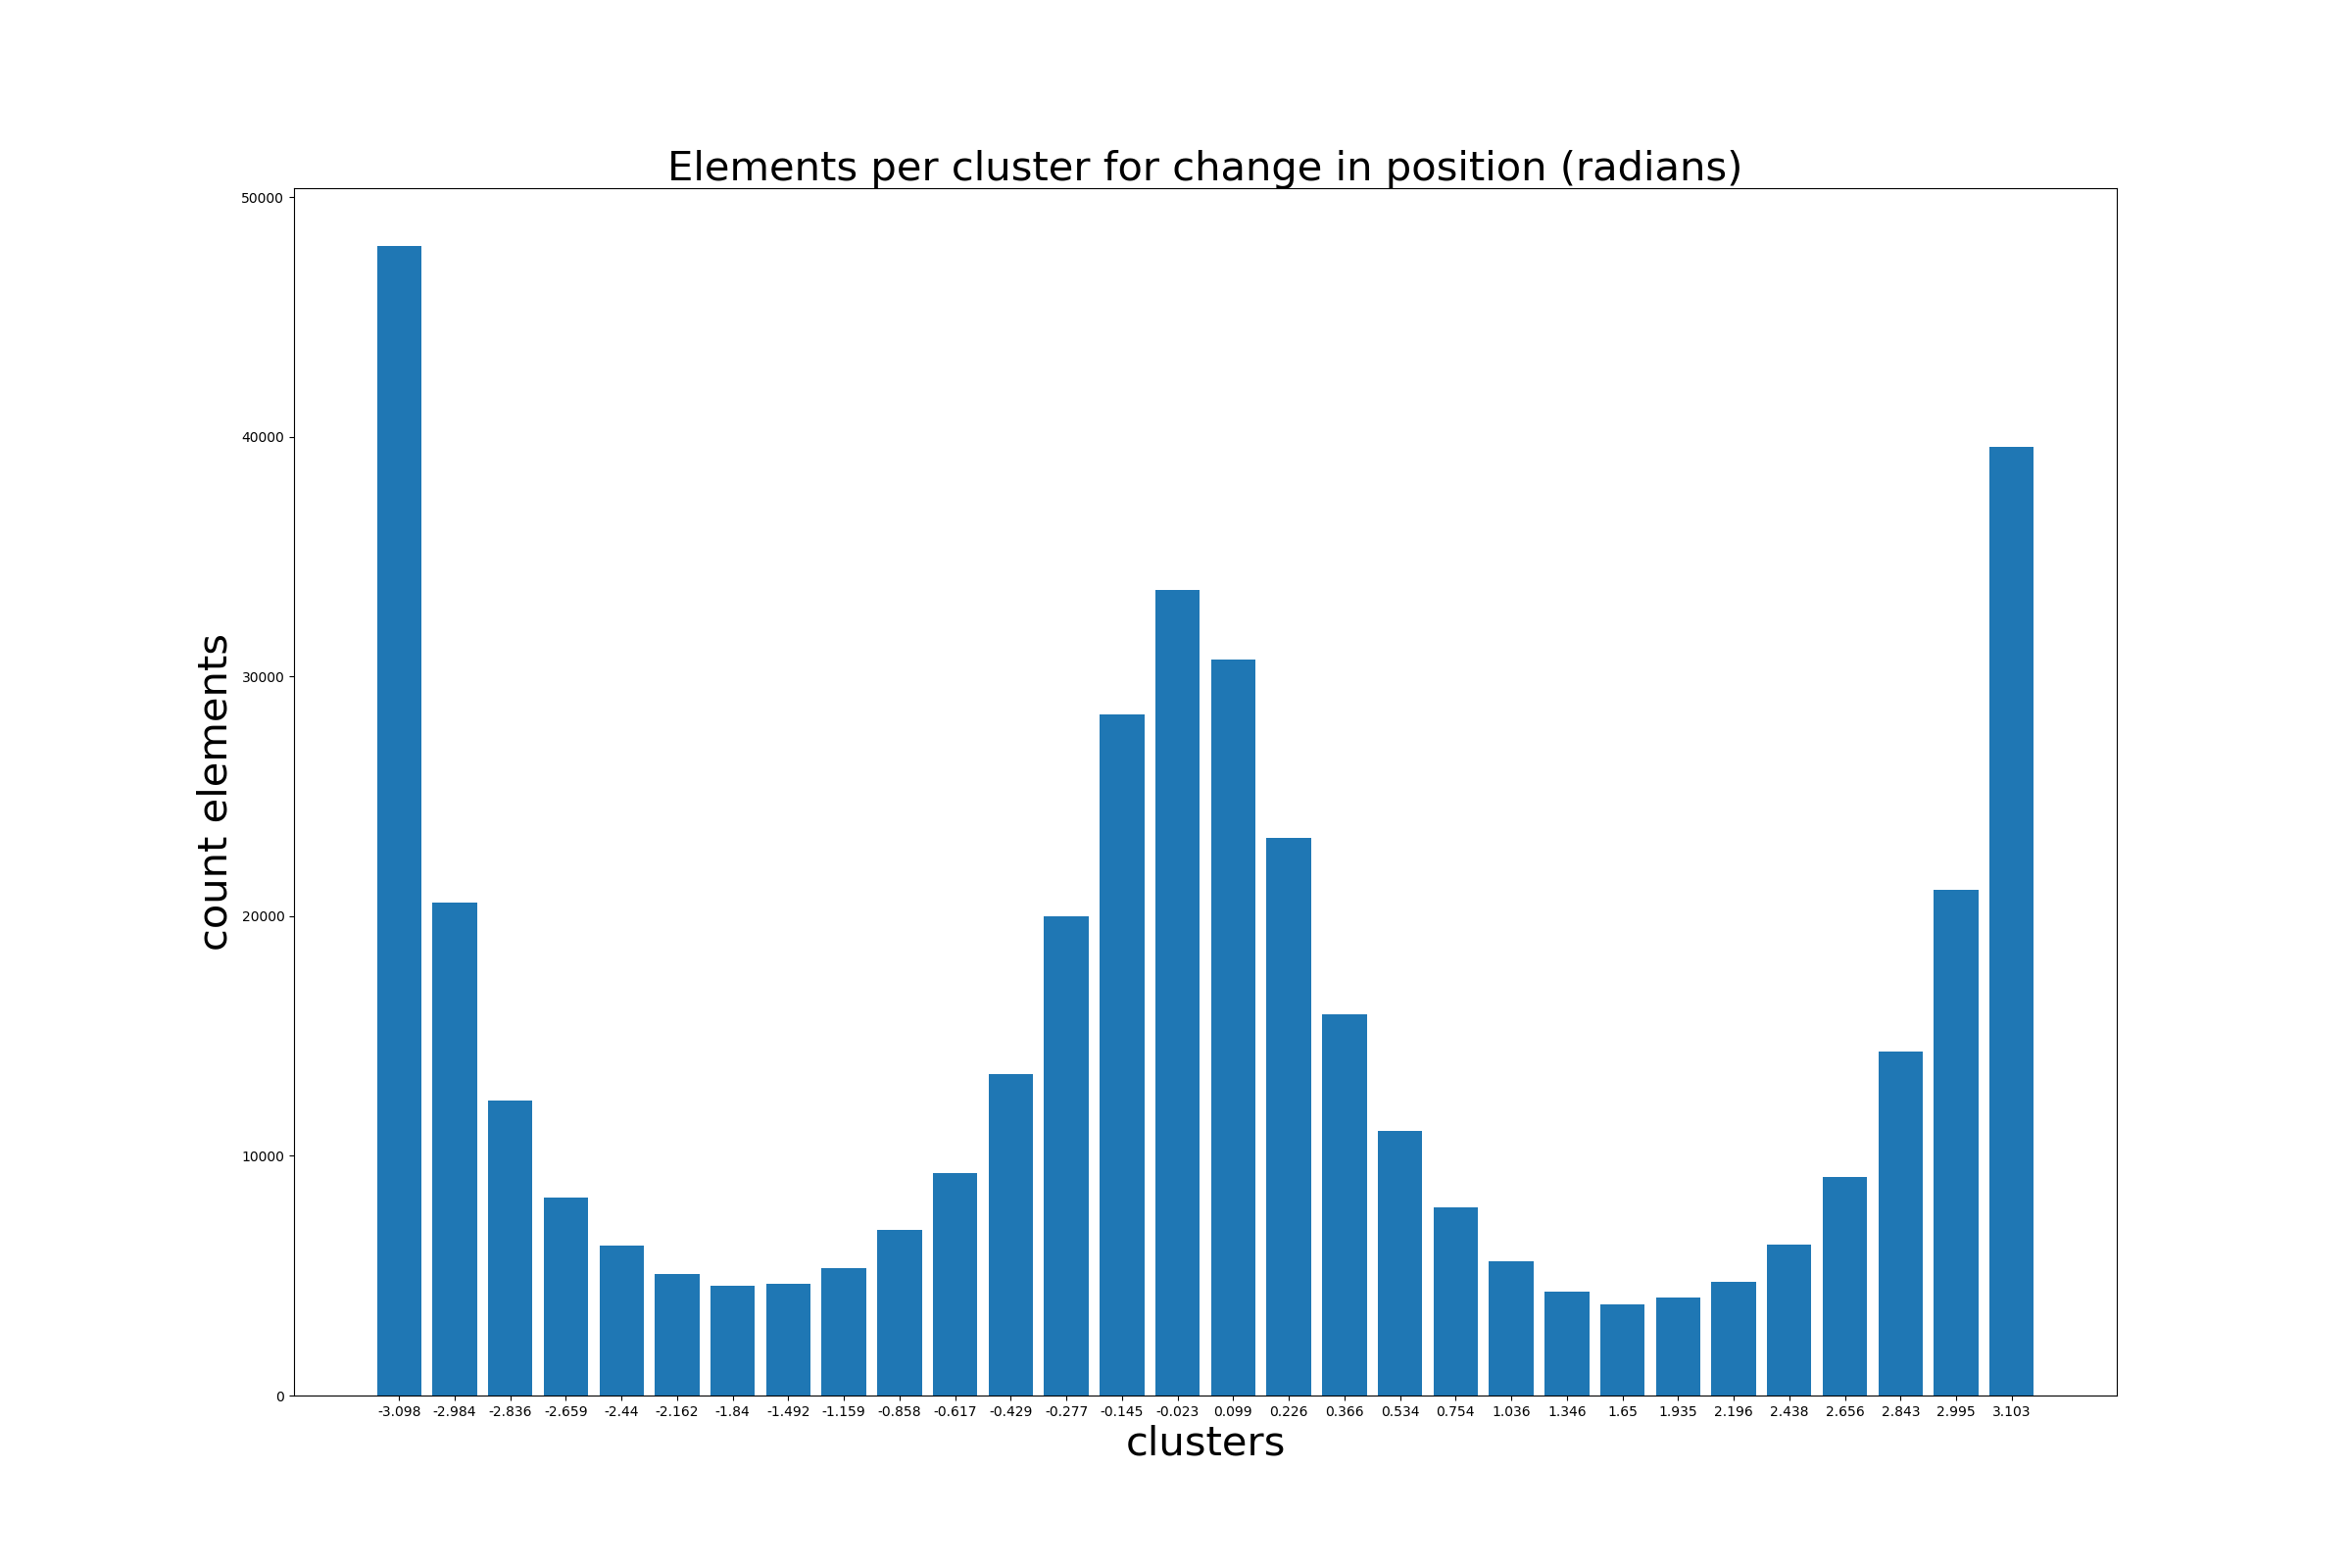 Elements per cluster for change in position (radians)
50000
40000
30000
20000
10000
0
count elements
-3.098 -2.984 -2.836 -2.659 -2.44 -2.162 -1.84 -1.492 -1.159 -0.858 -0.617 -0.429 -0.277 -0.145 -0.023 0.099 0.226 0.366 0.534 0.754 1.036 1.346 1.65 1.935 2.196 2.438 2.656 2.843 2.995 3.103
clusters